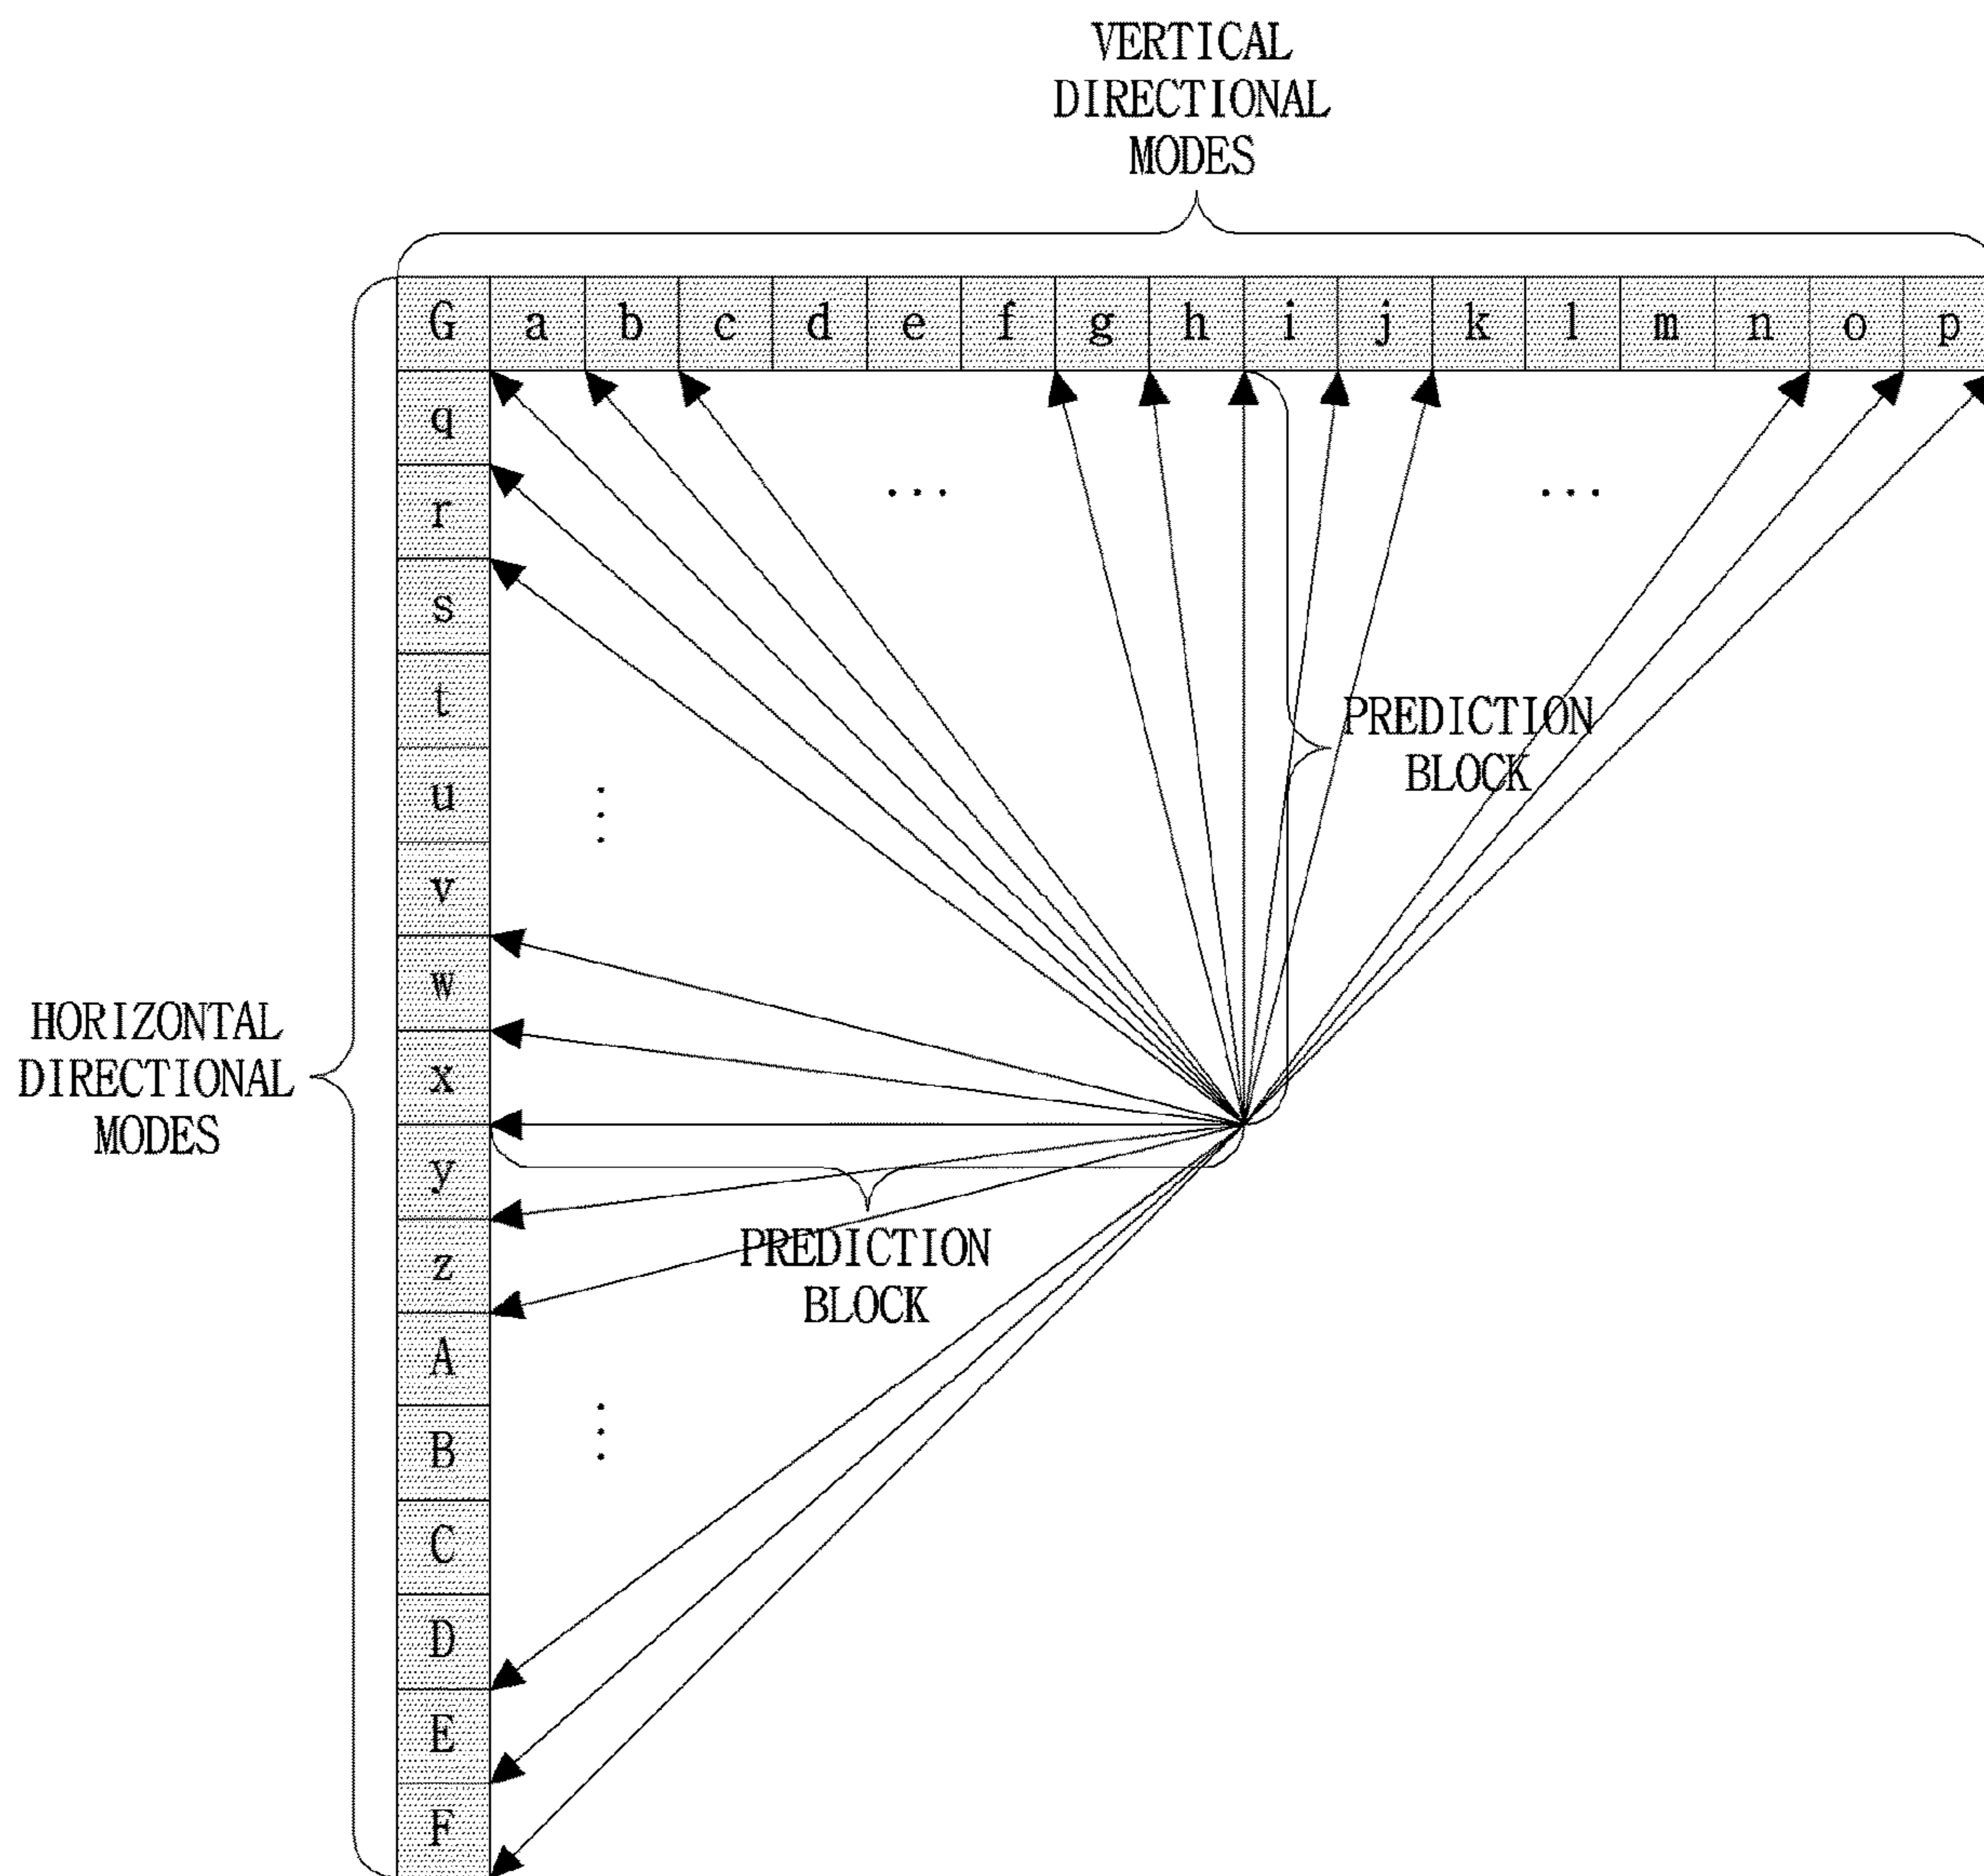 VERTICAL
DIRECTIONAL
MODES
G a b c d e f g h i j k l m n o p
q
r
...
...
s
t
PREDICTION
BLOCK
u
v
w
HORIZONTAL
DIRECTIONAL
MODES
x
y
z
PREDICTION
BLOCK
A
B
C
D
E
F